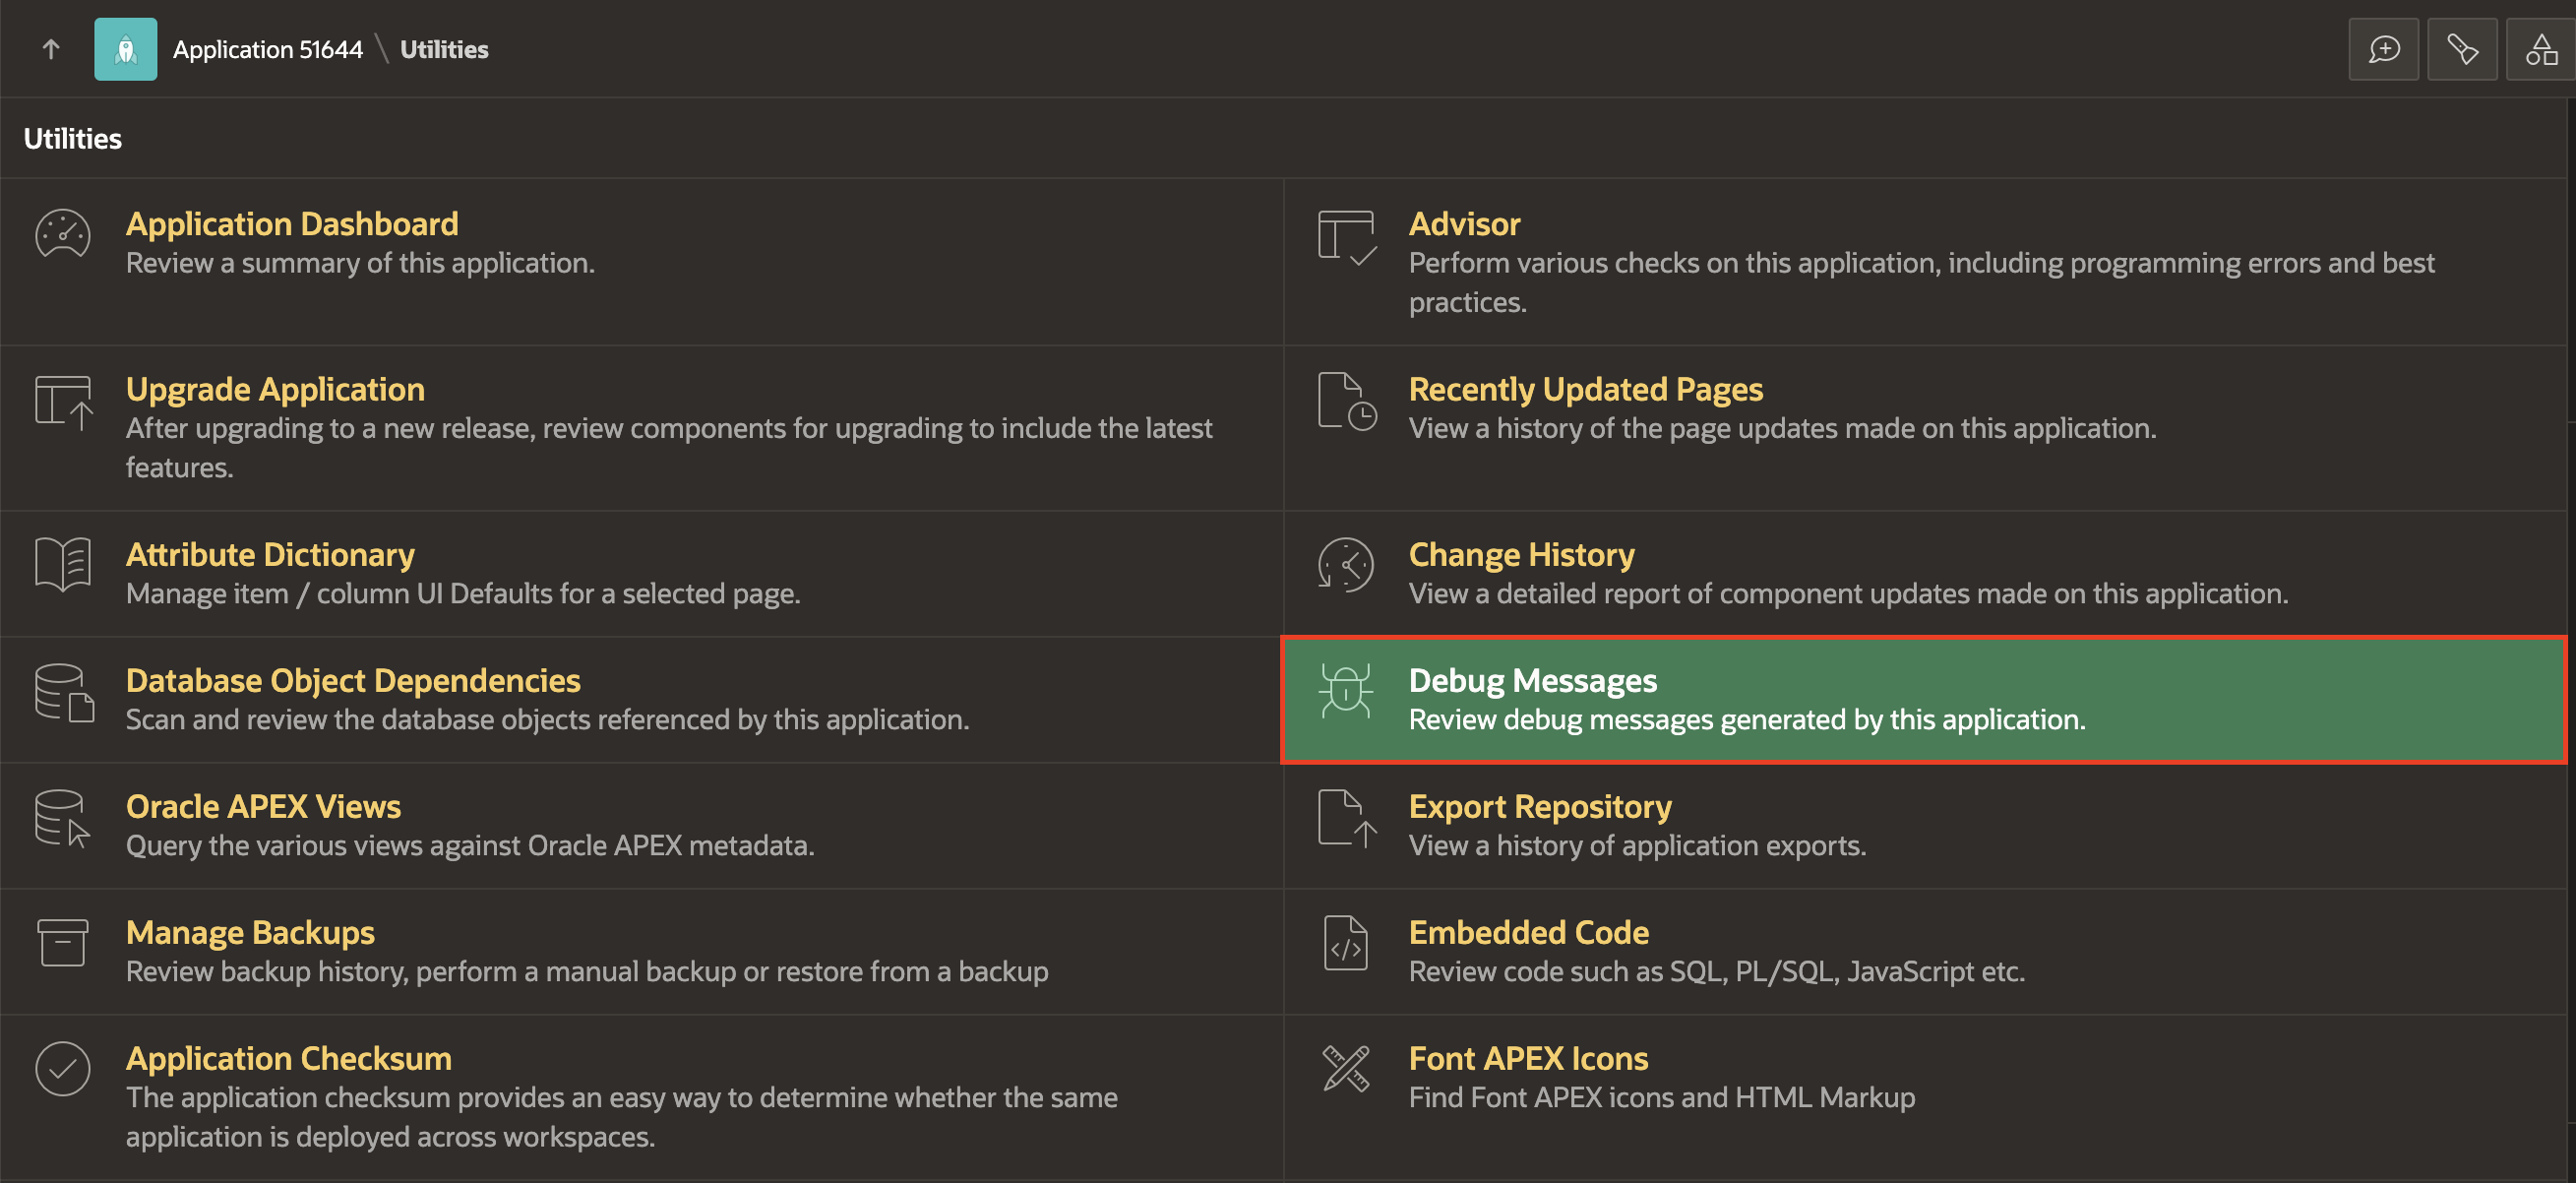 Application 51644 \ Utilities
Utilities
Application Dashboard
Review a summary of this application.
Advisor
Perform various checks on this application, including programming errors and best
practices.
Upgrade Application
After upgrading to a new release, review components for upgrading to include the latest
features.
Recently Updated Pages
View a history of the page updates made on this application.
Attribute Dictionary
Manage item / column UI Defaults for a selected page.
Change History
View a detailed report of component updates made on this application.
Database Object Dependencies
Scan and review the database objects referenced by this application.
Debug Messages
Review debug messages generated by this application.
Oracle APEX Views
Query the various views against Oracle APEX metadata.
Export Repository
View a history of application exports.
Manage Backups
Review backup history, perform a manual backup or restore from a backup
Embedded Code
Review code such as SQL, PL/SQL, JavaScript etc.
Application Checksum
The application checksum provides an easy way to determine whether the same
application is deployed across workspaces.
Font APEX Icons
Find Font APEX icons and HTML Markup